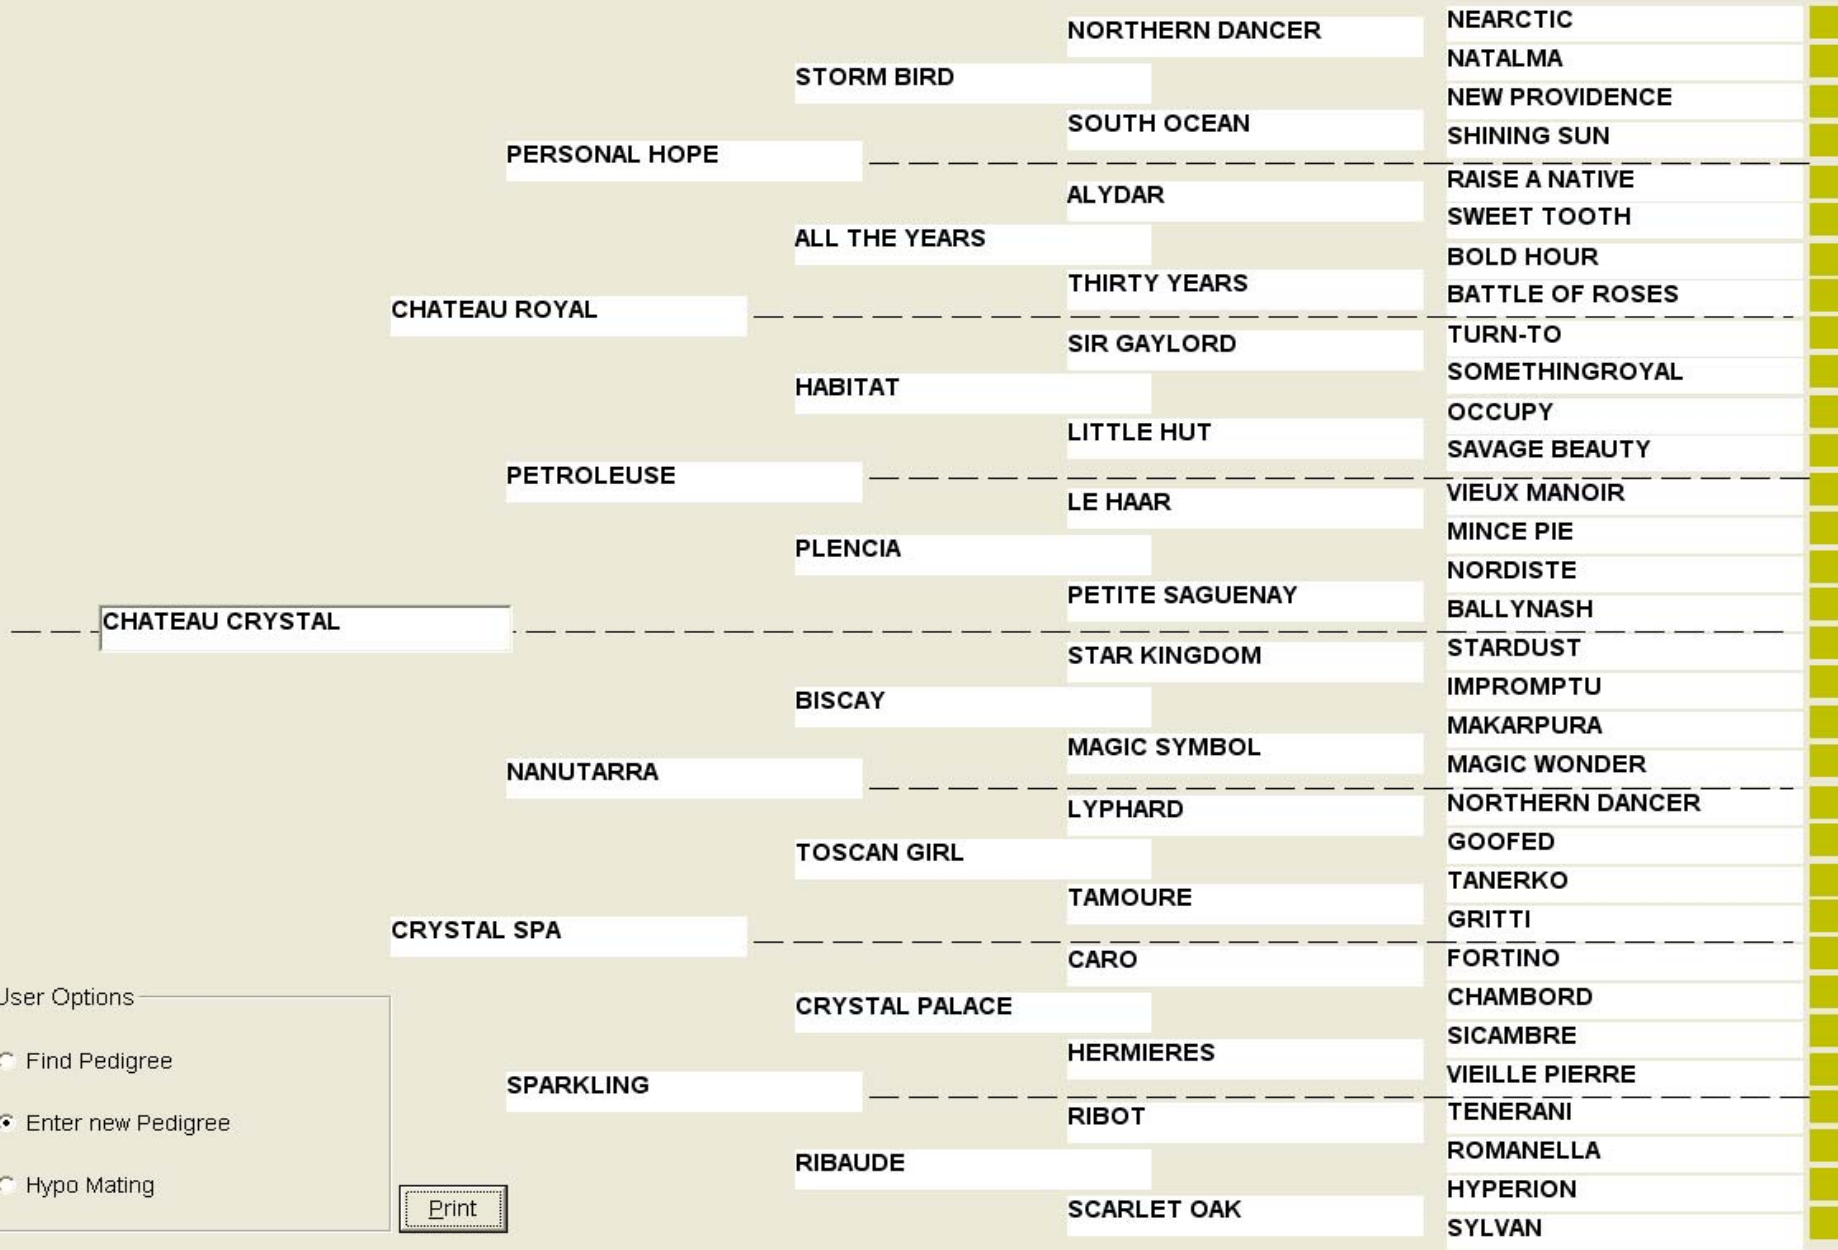 NORTHERN DANCER
NEARCTIC
NATALMA
STORM BIRD
NEW PROVIDENCE
SOUTH OCEAN
SHINING SUN
PERSONAL HOPE
RAISE A NATIVE
ALYDAR
SWEET TOOTH
ALL THE YEARS
BOLD HOUR
THIRTY YEARS
BATTLE OF ROSES
CHATEAU ROYAL
TURN-TO
SIR GAYLORD
SOMETHINGROYAL
HABITAT
OCCUPY
LITTLE HUT
SAVAGE BEAUTY
PETROLEUSE
VIEUX MANOIR
LE HAAR
MINCE PIE
PLENCIA
NORDISTE
PETITE SAGUENAY
BALLYNASH
CHATEAU CRYSTAL
STARDUST
STAR KINGDOM
IMPROMPTU
BISCAY
MAKARPURA
MAGIC SYMBOL
MAGIC WONDER
NANUTARRA
NORTHERN DANCER
LYPHARD
GOOFED
TOSCAN GIRL
TANERKO
TAMOURE
GRITTI
CRYSTAL SPA
FORTINO
CARO
CHAMBORD
CRYSTAL PALACE
SICAMBRE
HERMIERES
VIEILLE PIERRE
SPARKLING
TENERANI
RIBOT
ROMANELLA
RIBAUDE
HYPERION
SCARLET OAK
SYLVAN
User Options
Find Pedigree
Enter new Pedigree
Hypo Mating
Print